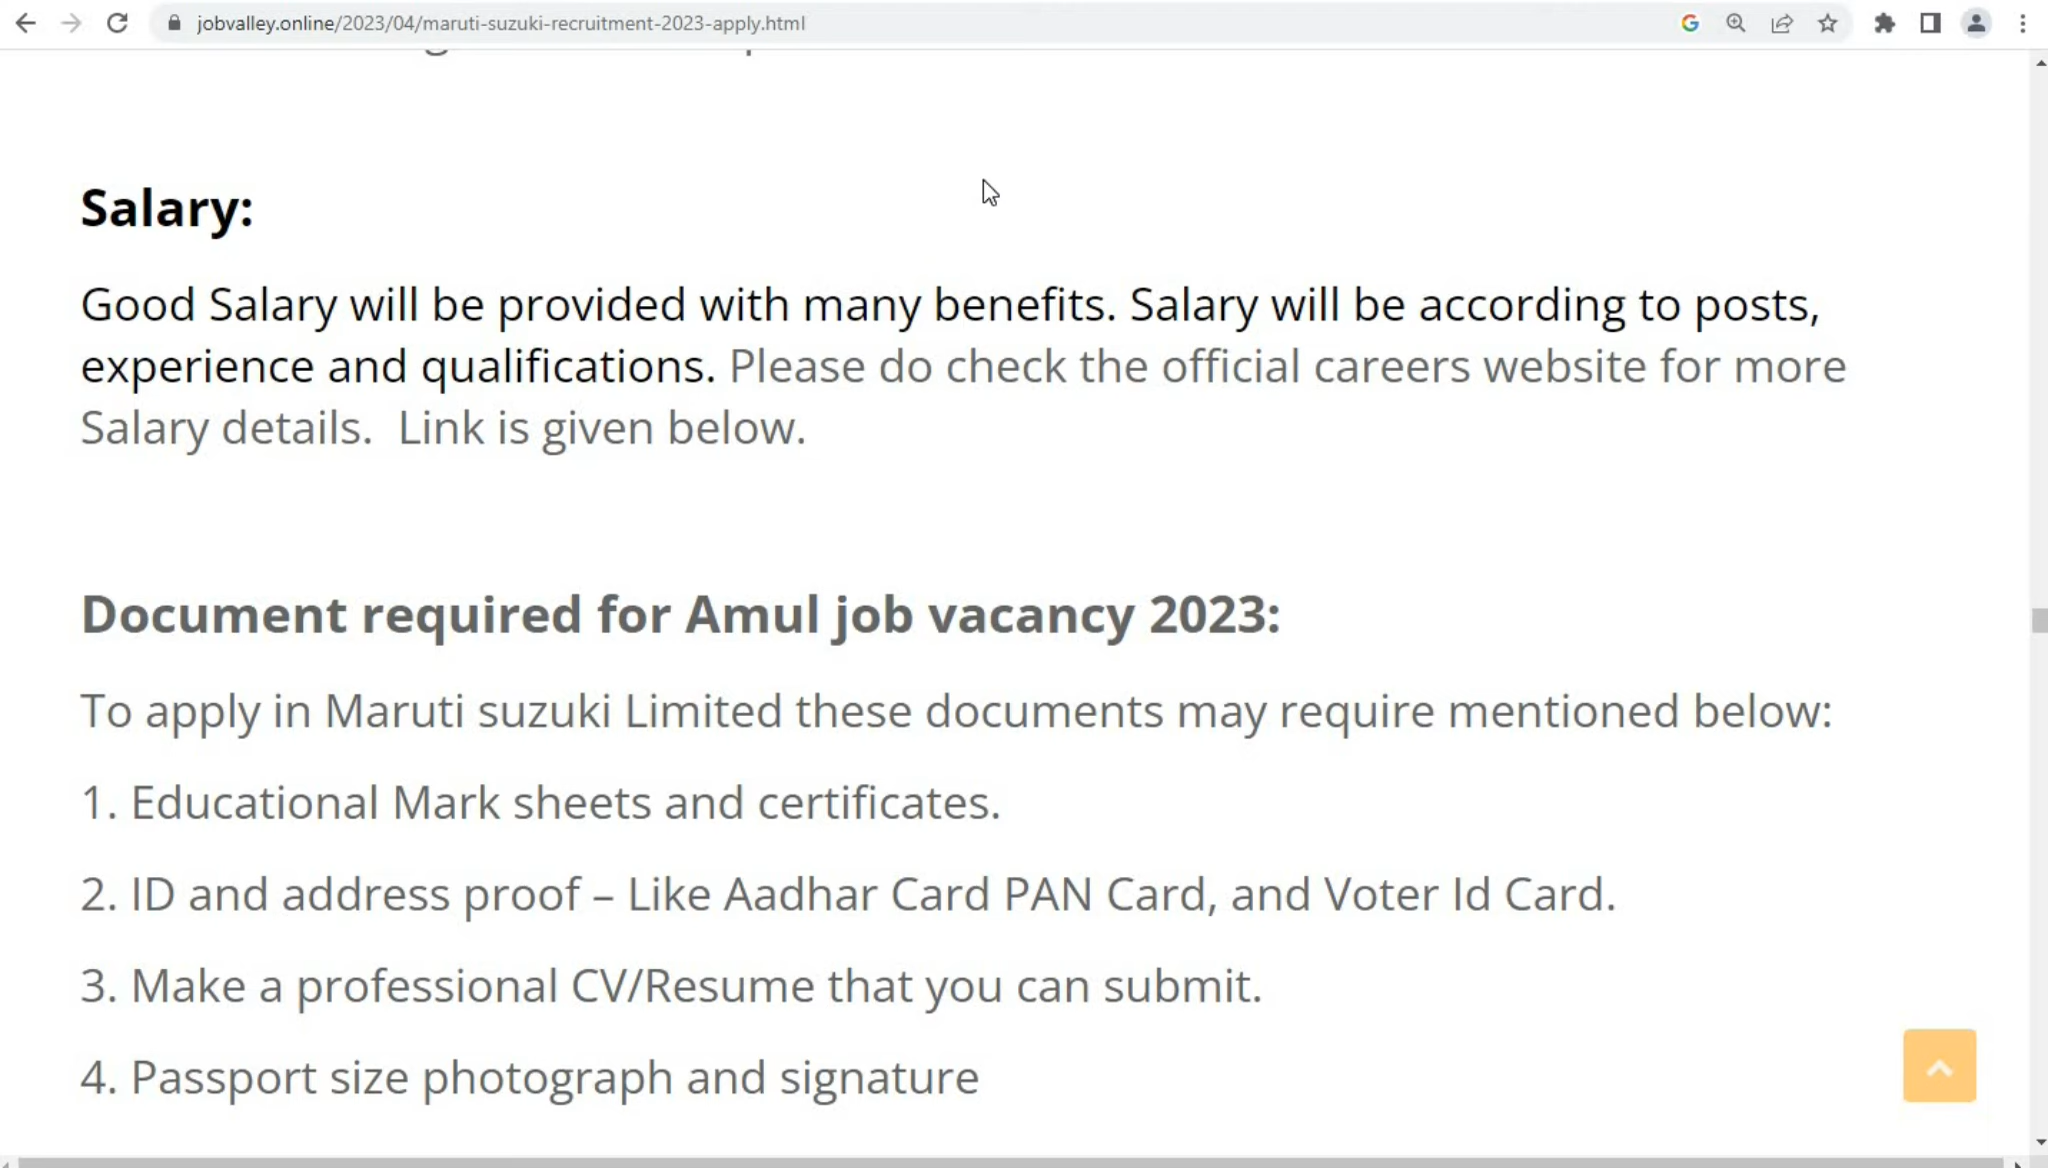 jobvalley.online/2023/04/maruti-suzuki-recruitment-2023-apply.html
Salary:
Good Salary will be provided with many benefits. Salary will be according to posts,
experience and qualifications. Please do check the official careers website for more
Salary details.  Link is given below.
Document required for Amul job vacancy 2023:
To apply in Maruti suzuki Limited these documents may require mentioned below:
1. Educational Mark sheets and certificates.
2. ID and address proof – Like Aadhar Card PAN Card, and Voter Id Card.
3. Make a professional CV/Resume that you can submit.
4. Passport size photograph and signature